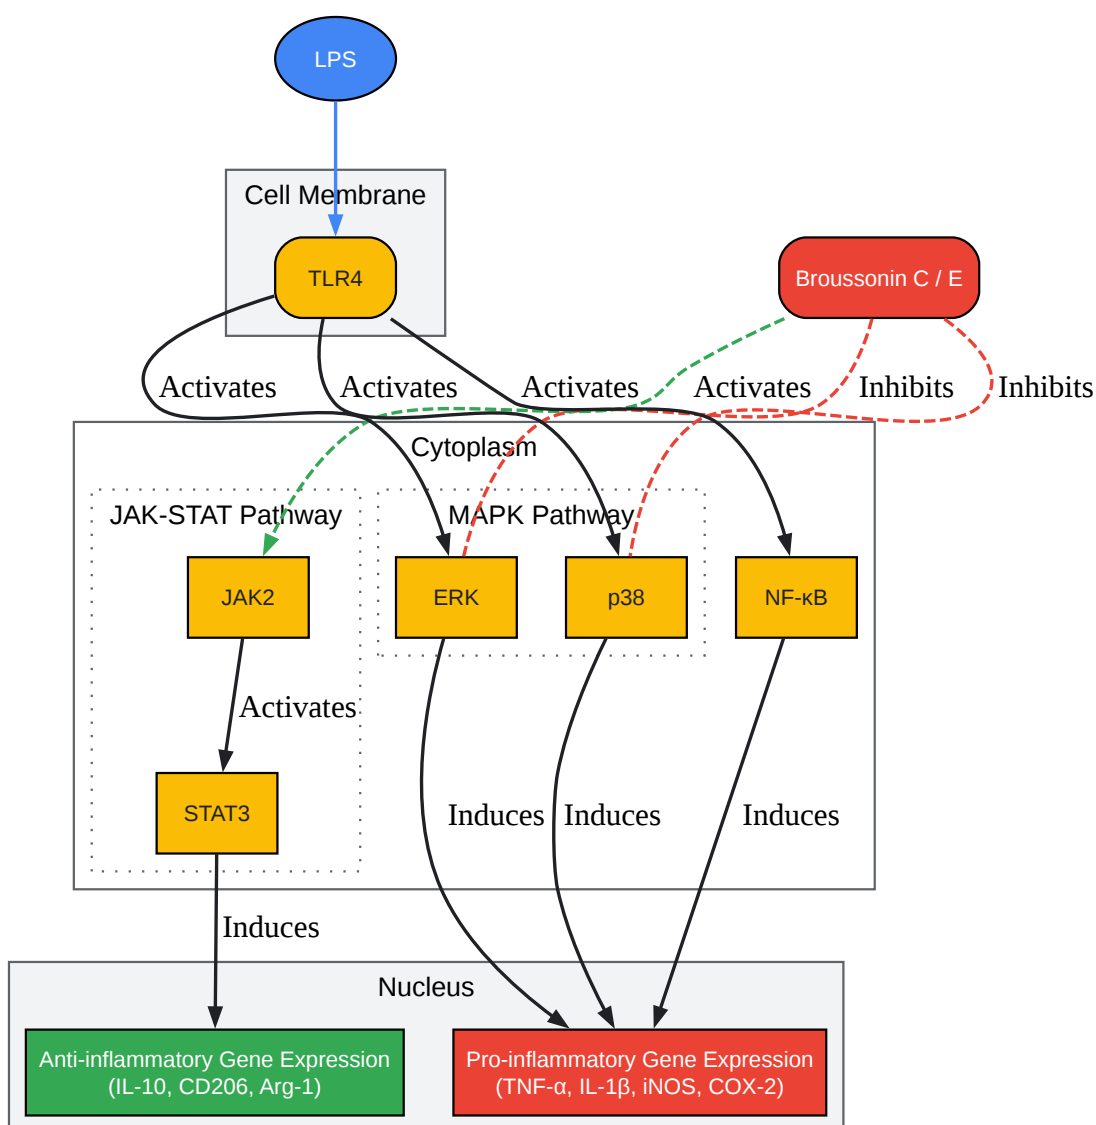 LPS
Cell Membrane
TLR4
Broussonin C / E
Activates
Activates
Activates
Activates
Inhibits
Inhibits
Cytoplasm
JAK-STAT Pathway
MAPK Pathway
JAK2
ERK
p38
NF-κB
Activates
STAT3
Induces
Induces
Induces
Induces
Nucleus
Anti-inflammatory Gene Expression
(IL-10, CD206, Arg-1)
Pro-inflammatory Gene Expression
(TNF-α, IL-1β, iNOS, COX-2)